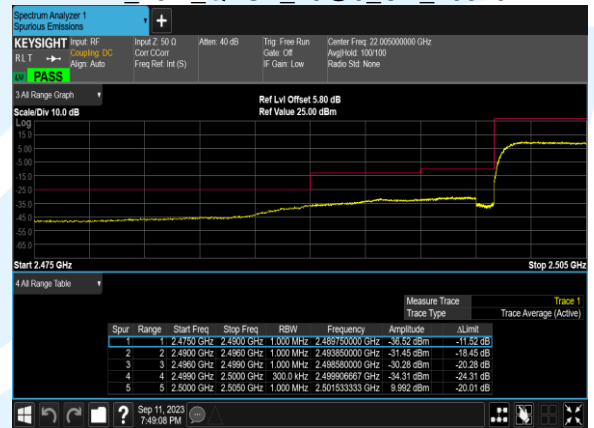 Spectrum Analyzer 1
Spurious Emissions
KEYSIGHT Input: RF
R L T Coupling: DC
Align: Auto
LV PASS
Input Z: 50 Ω
Corr CCorr
Freq Ref: Int (S)
Atten: 40 dB
Trig: Free Run
Gate: Off
IF Gain: Low
Center Freq: 22.005000000 GHz
Avg|Hold: 100/100
Radio Std: None
3 All Range Graph
Scale/Div 10.0 dB
Ref Lvl Offset 5.80 dB
Ref Value 25.00 dBm
Log
15.0
5.00
-5.00
-15.0
-25.0
-35.0
-45.0
-55.0
-65.0
Start 2.475 GHz
Stop 2.505 GHz
4 All Range Table
Measure Trace Trace 1
Trace Type Trace Average (Active)
Spur Range Start Freq Stop Freq RBW Frequency Amplitude ΔLimit
1 1 2.4750 GHz 2.4900 GHz 1.000 MHz 2.489750000 GHz -36.52 dBm -11.52 dB
2 2 2.4900 GHz 2.4960 GHz 1.000 MHz 2.493850000 GHz -31.45 dBm -18.45 dB
3 3 2.4960 GHz 2.4990 GHz 1.000 MHz 2.498580000 GHz -30.28 dBm -20.28 dB
4 4 2.4990 GHz 2.5000 GHz 300.0 kHz 2.499906667 GHz -34.31 dBm -24.31 dB
5 5 2.5000 GHz 2.5050 GHz 1.000 MHz 2.501533333 GHz 9.992 dBm -20.01 dB
Sep 11, 2023
7:49:08 PM